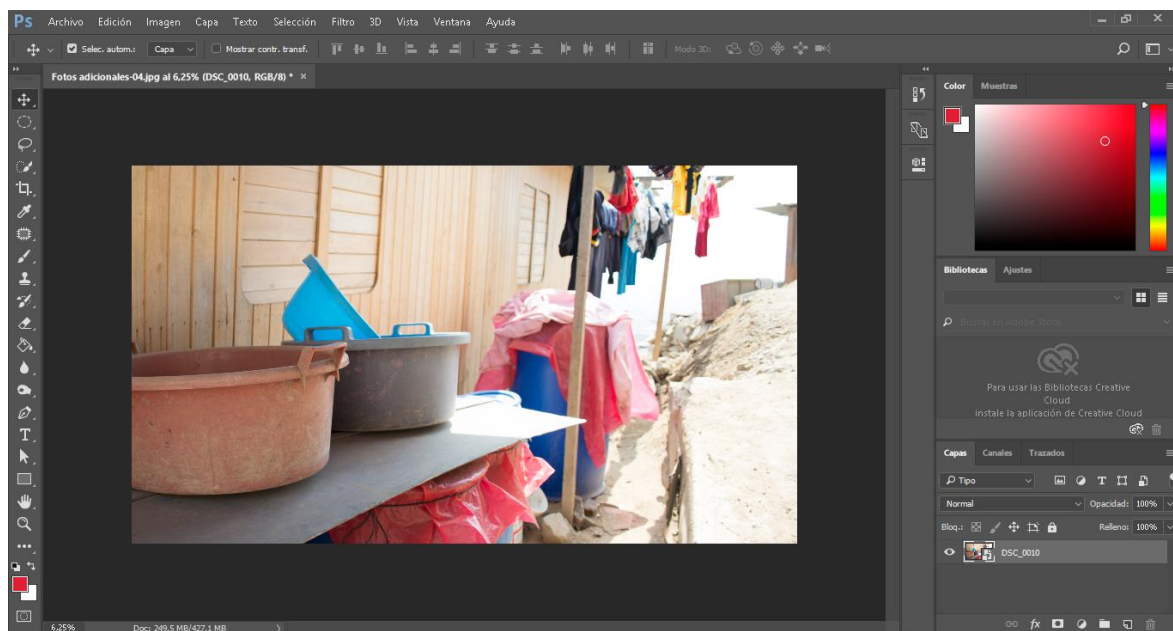 Ps Archivo Edición Imagen Capa Texto Selección Filtro 3D Vista Ventana Ayuda
Selec. autom.: Capa Mostrar contr. transf. Modo 3D:
Fotos adicionales-04.jpg al 6,25% (DSC_0010, RGB/8) * ×
Color Muestras
Bibliotecas Ajustes
Buscar en Adobe Stock
Para usar las Bibliotecas Creative
Cloud
instale la aplicación de Creative Cloud
Capas Canales Trazados
Tipo
Normal Opacidad: 100%
Bloq.: Relleno: 100%
DSC_0010
6,25% Doc: 249,5 MB/427,1 MB